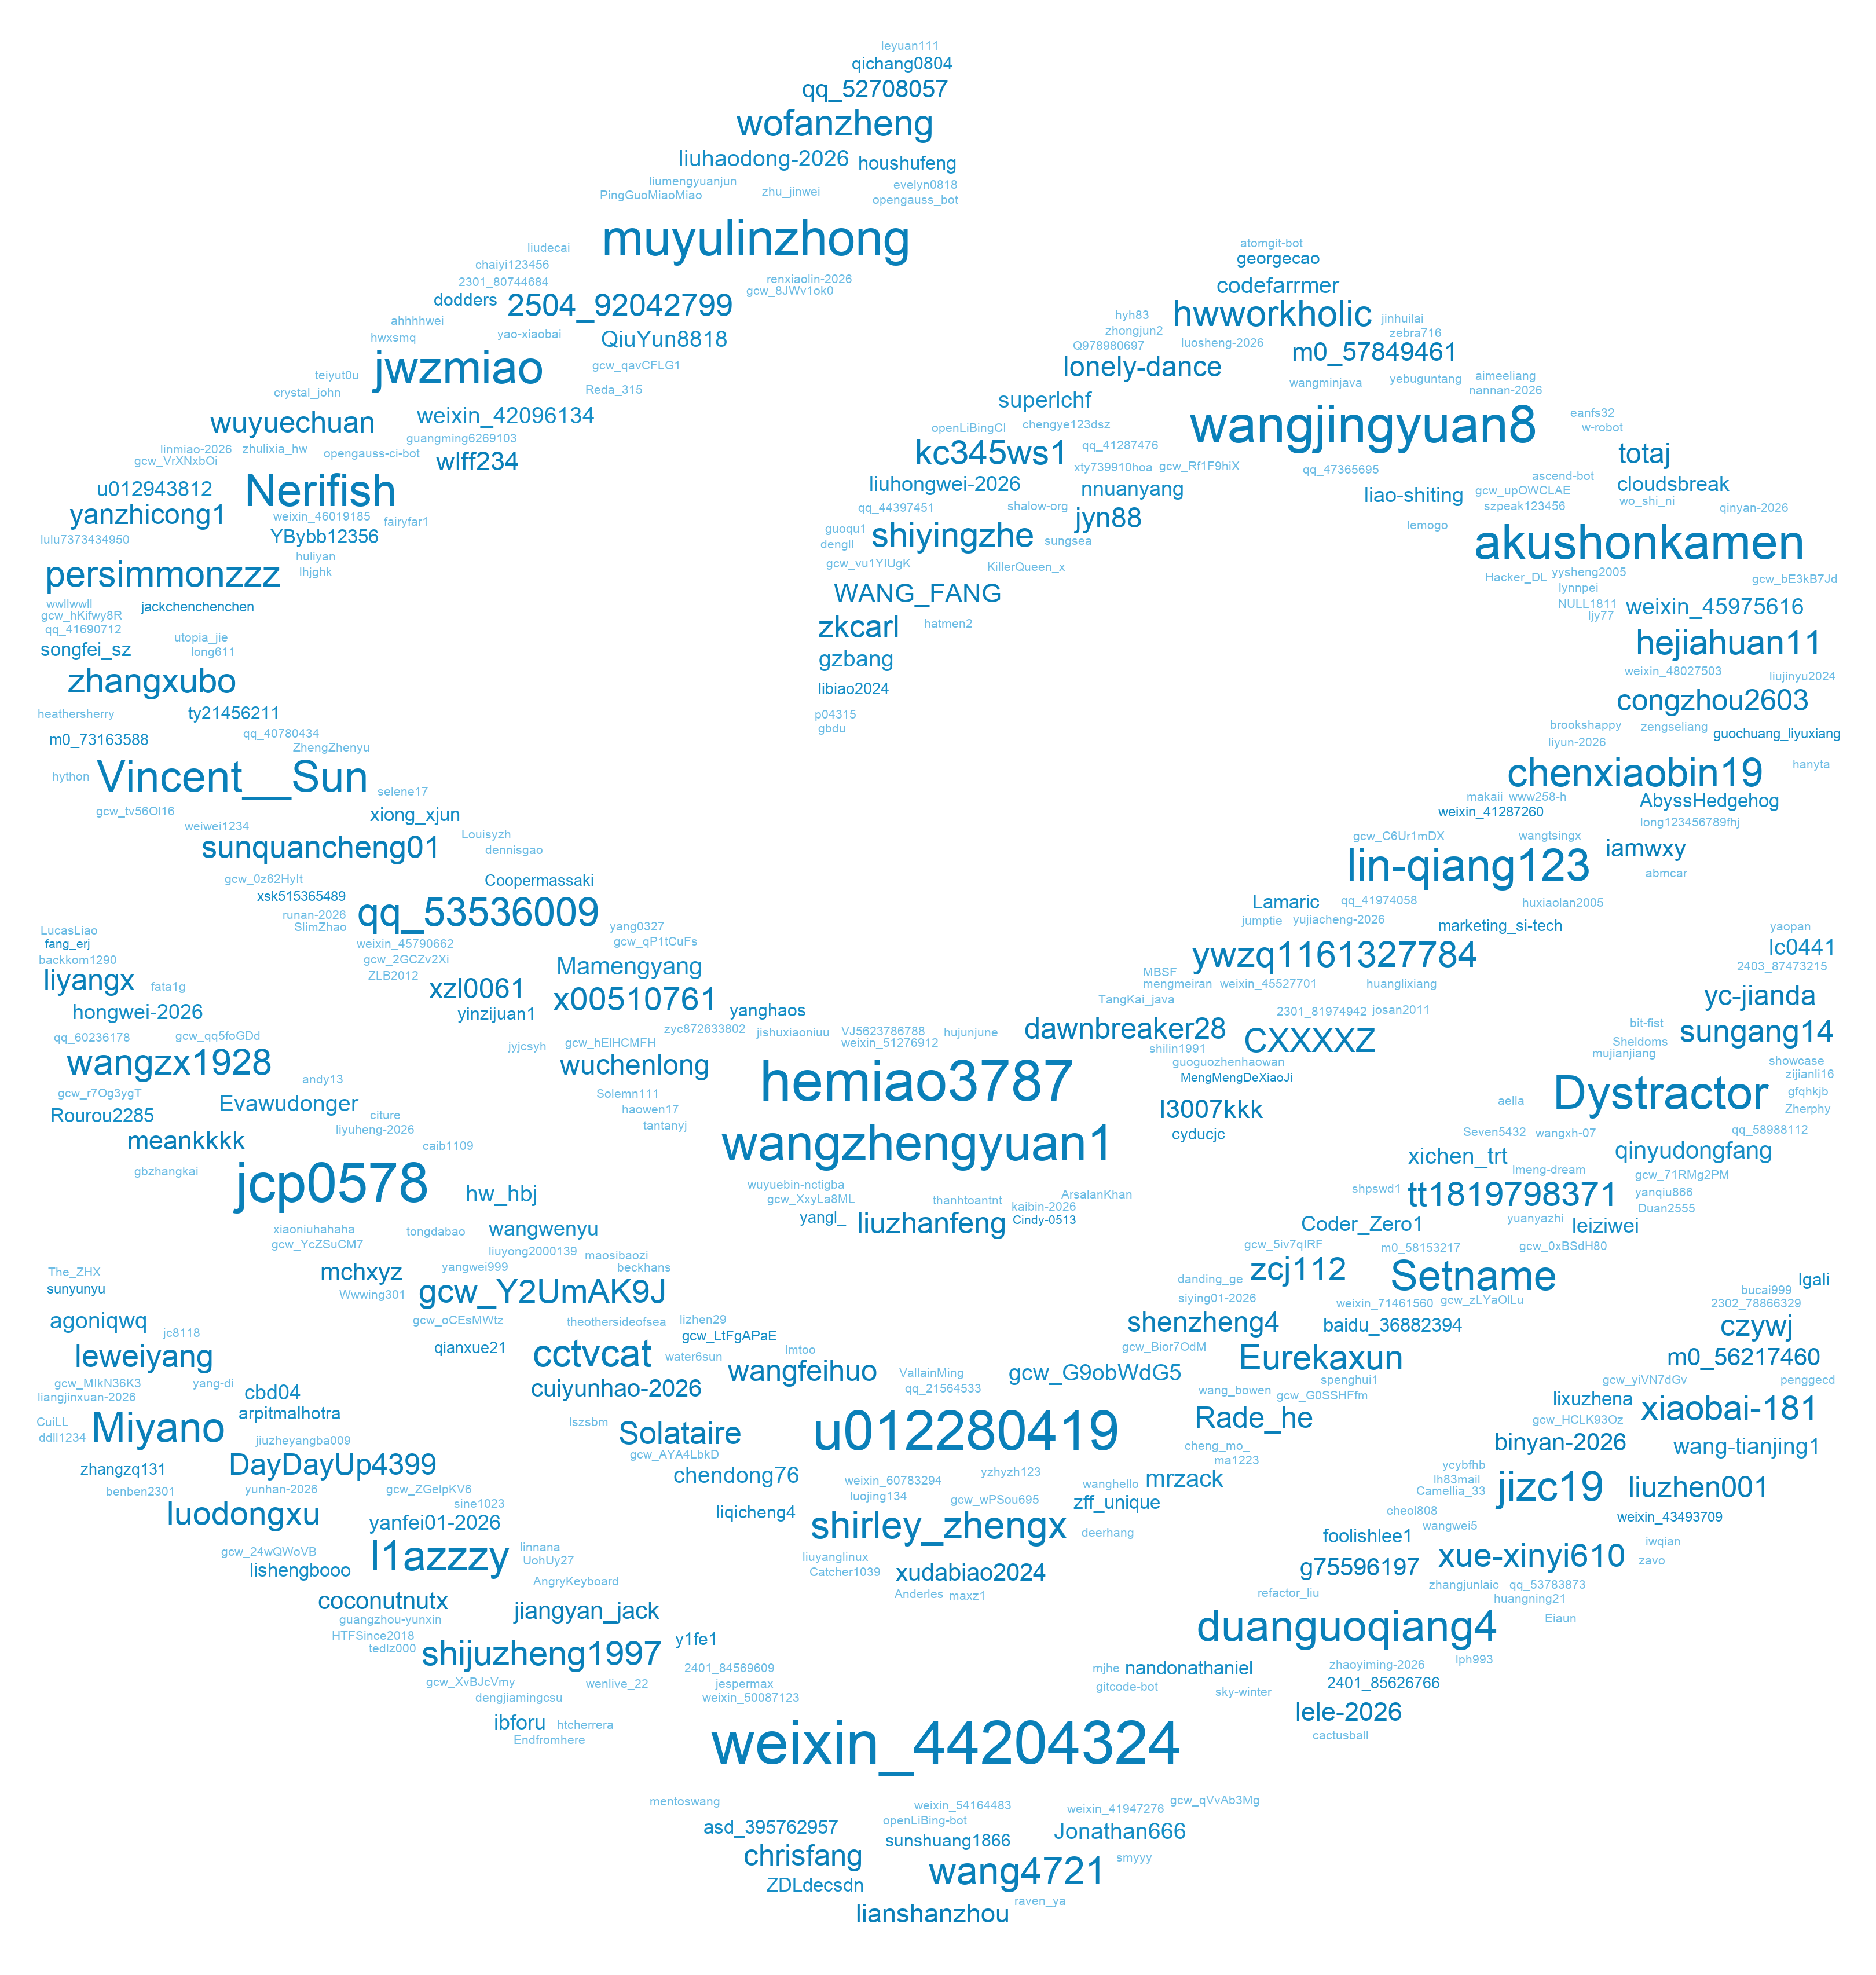 leyuan111
qichang0804
qq_52708057
wofanzheng
liuhaodong-2026 houshufeng
liumengyuanjun zhu_jinwei evelyn0818
PingGuoMiaoMiao opengauss_bot
muyulinzhong
liudecai
chaiyi123456
2301_80744684 renxiaolin-2026
dodders 2504_92042799 gcw_8JWv1ok0
ahhhhwei yao-xiaobai QiuYun8818
hwxsmq
jwzmiao gcw_qavCFLG1
teiyut0u Reda_315
crystal_john
wuyuechuan weixin_42096134
guangming6269103
linmiao-2026 zhulixia_hw opengauss-ci-bot wlff234
gcw_VrXNxbOi
u012943812 Nerifish
yanzhicong1 weixin_46019185 fairyfar1
lulu7373434950 YBybb12356
huliyan
persimmonzzz lhjghk
wwllwwll jackchenchenchen
gcw_hKifwy8R
qq_41690712 utopia_jie
songfei_sz long611
zhangxubo
heathersherry ty21456211
m0_73163588 qq_40780434
ZhengZhenyu
hython Vincent__Sun selene17
gcw_tv56Ol16 xiong_xjun
weiwei1234 Louisyzh
sunquancheng01 dennisgao
gcw_0z62HyIt Coopermassaki
xsk515365489
runan-2026 qq_53536009
SlimZhao yang0327
atomgit-bot
georgecao
codefarrmer
hyh83 hwworkholic jinhuilai
zhongjun2 zebra716
Q978980697 luosheng-2026 m0_57849461
lonely-dance wangminjava yebuguntang aimeeliang
nannan-2026
superlchf
openLiBingCI chengye123dsz wangjingyuan8 eanfs32
w-robot
kc345ws1 qq_41287476 totaj
xty739910hoa gcw_Rf1F9hiX qq_47365695 ascend-bot
liuhongwei-2026 nnuanyang liao-shiting gcw_upOWCLAE cloudsbreak
qq_44397451 shalow-org szpeak123456 wo_shi_ni qinyan-2026
guoqu1 shiyingzhe jyn88 lemogo
dengll sungsea akushonkamen
gcw_vu1YIUgK KillerQueen_x Hacker_DL yysheng2005 gcw_bE3kB7Jd
WANG_FANG lynnpei
zkcarl hatmen2 NULL1811 weixin_45975616
ljy77
gzbang hejiahuan11
libiao2024 weixin_48027503 liujinyu2024
p04315 congzhou2603
gbdu brookshappy zengseliang guochuang_liyuxiang
liyun-2026
chenxiaobin19 hanyta
makaii www258-h AbyssHedgehog
weixin_41287260 long123456789fhj
gcw_C6Ur1mDX wangtsingx
lin-qiang123 iamwxy
abmcar
Lamaric qq_41974058 huxiaolan2005
jumptie yujiacheng-2026 marketing_si-tech
LucasLiao weixin_45790662 gcw_qP1tCuFs yaopan
fang_erj gcw_2GCZv2Xi Mamengyang ywzq1161327784 lc0441
backkom1290 ZLB2012 MBSF 2403_87473215
liyangx fata1g xzl0061 x00510761 mengmeiran weixin_45527701 huanglixiang
TangKai_java yc-jianda
hongwei-2026 yinzijuan1 yanghaos 2301_81974942 josan2011
qq_60236178 gcw_qq5foGDd zyc872633802 jishuxiaoniuu VJ5623786788 hujunjune dawnbreaker28 CXXXXZ bit-fist sungang14
jyjcsyh gcw_hEIHCMFH weixin_51276912 shilin1991 Sheldoms
wangzx1928 wuchenlong guoguozhenhaowan mujianjiang showcase
andy13 hemiao3787 MengMengDeXiaoJi zijianli16
gcw_r7Og3ygT Solemn111 Dystractor gfqhkjb
Rourou2285 Evawudonger haowen17 l3007kkk aella Zherphy
citure tantanyj cyducjc Seven5432 wangxh-07 qq_58988112
meankkkk liyuheng-2026 caib1109 wangzhengyuan1 xichen_trt qinyudongfang
gbzhangkai jcp0578 lmeng-dream gcw_71RMg2PM
hw_hbj wuyuebin-nctigba ArsalanKhan shpswd1 tt1819798371 yanqiu866
gcw_XxyLa8ML thanhtoantnt kaibin-2026 Duan2555
xiaoniuhahaha tongdabao wangwenyu yangl_ liuzhanfeng Cindy-0513 Coder_Zero1 yuanyazhi leiziwei
gcw_YcZSuCM7 liuyong2000139 maosibaozi gcw_5iv7qIRF m0_58153217 gcw_0xBSdH80
The_ZHX mchxyz yangwei999 beckhans zcj112 Setname lgali
sunyunyu Wwwing301 gcw_Y2UmAK9J danding_ge bucai999
agoniqwq gcw_oCEsMWtz theothersideofsea lizhen29 siying01-2026 weixin_71461560 gcw_zLYaOlLu 2302_78866329
jc8118 gcw_LtFgAPaE shenzheng4 baidu_36882394 czywj
leweiyang qianxue21 cctvcat water6sun lmtoo gcw_Bior7OdM Eurekaxun m0_56217460
gcw_MIkN36K3 yang-di wangfeihuo VallainMing gcw_G9obWdG5 spenghui1 gcw_yiVN7dGv penggecd
liangjinxuan-2026 cbd04 cuiyunhao-2026 qq_21564533 wang_bowen gcw_G0SSHFfm lixuzhena
CuiLL Miyano arpitmalhotra lszsbm Solataire u012280419 Rade_he gcw_HCLK93Oz xiaobai-181
ddll1234 jiuzheyangba009 gcw_AYA4LbkD cheng_mo_ binyan-2026 wang-tianjing1
zhangzq131 DayDayUp4399 chendong76 weixin_60783294 yzhyzh123 ma1223 ycybfhb
benben2301 yunhan-2026 gcw_ZGelpKV6 luojing134 gcw_wPSou695 wanghello mrzack lh83mail jizc19 liuzhen001
luodongxu sine1023 liqicheng4 zff_unique Camellia_33
yanfei01-2026 shirley_zhengx deerhang cheol808 weixin_43493709
gcw_24wQWoVB l1azzzy linnana liuyanglinux foolishlee1 wangwei5 iwqian
lishengbooo UohUy27 Catcher1039 xudabiao2024 g75596197 xue-xinyi610 zavo
AngryKeyboard Anderles maxz1 refactor_liu zhangjunlaic qq_53783873
coconutnutx jiangyan_jack huangning21
guangzhou-yunxin duanguoqiang4 Eiaun
HTFSince2018 shijuzheng1997 y1fe1
tedlz000 2401_84569609 mjhe nandonathaniel zhaoyiming-2026 lph993
gcw_XvBJcVmy wenlive_22 jespermax gitcode-bot sky-winter 2401_85626766
dengjiamingcsu weixin_50087123 lele-2026
ibforu htcherrera weixin_44204324 cactusball
Endfromhere
mentoswang weixin_54164483 weixin_41947276 gcw_qVvAb3Mg
asd_395762957 openLiBing-bot Jonathan666
chrisfang sunshuang1866 smyyy
ZDLdecsdn wang4721
raven_ya
lianshanzhou